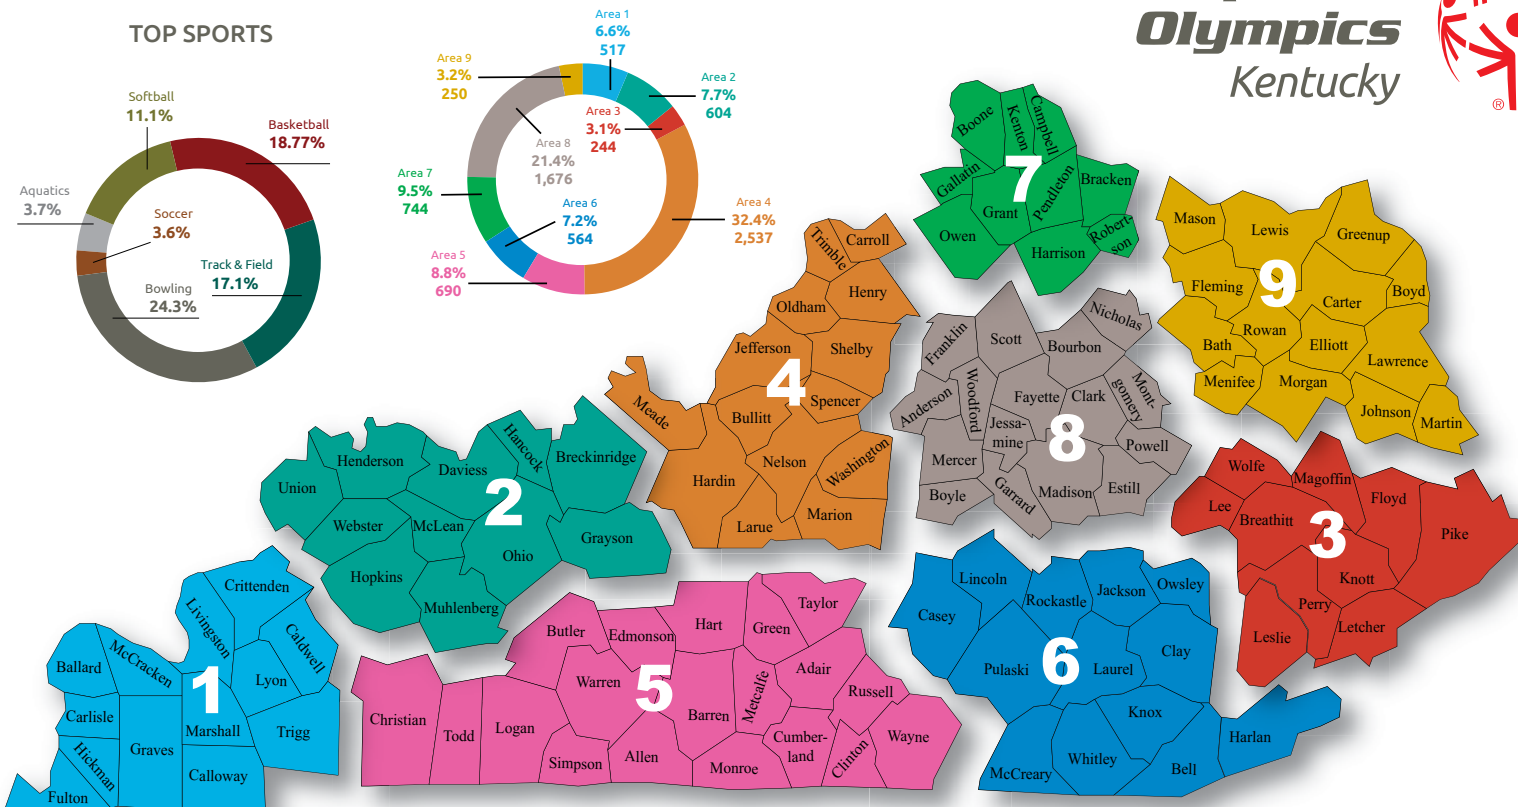 TOP SPORTS
Softball
11.1%
Basketball
18.77%
Aquatics
3.7%
Soccer
3.6%
Track & Field
17.1%
Bowling
24.3%
Area 1
6.6%
517
Area 9
3.2%
250
Area 2
7.7%
604
Area 3
3.1%
244
Area 8
21.4%
1,676
Area 7
9.5%
744
Area 6
7.2%
564
Area 4
32.4%
2,537
Area 5
8.8%
690
Olympics
Kentucky
®
Boone
Kenton
Campbell
Gallatin
7
Pendleton
Bracken
Grant
Owen
Harrison
Robert-
son
Mason
Lewis
Greenup
Fleming
9
Carter
Boyd
Rowan
Bath
Elliott
Lawrence
Menifee
Morgan
Johnson
Martin
Trimble
Carroll
Henry
Oldham
Jefferson
Shelby
4
Spencer
Meade
Bullitt
Nelson
Washington
Hardin
Marion
Larue
Franklin
Scott
Nicholas
Bourbon
Anderson
Woodford
Fayette
Clark
Mont-
gomery
Jessa-
mine
8
Powell
Mercer
Boyle
Garrard
Madison
Estill
Wolfe
Magoffin
Floyd
Lee
Breathitt
3
Pike
Knott
Perry
Leslie
Letcher
Henderson
Daviess
Hancock
Breckinridge
Union
2
Webster
McLean
Grayson
Ohio
Hopkins
Muhlenberg
Crittenden
Livingston
Caldwell
Ballard
McCracken
1
Lyon
Carlisle
Marshall
Trigg
Graves
Hickman
Calloway
Fulton
Butler
Edmonson
Hart
Green
Taylor
Warren
5
Metcalfe
Adair
Russell
Christian
Todd
Logan
Barren
Cumber-
land
Clinton
Wayne
Simpson
Allen
Monroe
Lincoln
Rockastle
Jackson
Owsley
Casey
Pulaski
6
Laurel
Clay
Knox
Harlan
Whitley
McCreary
Bell